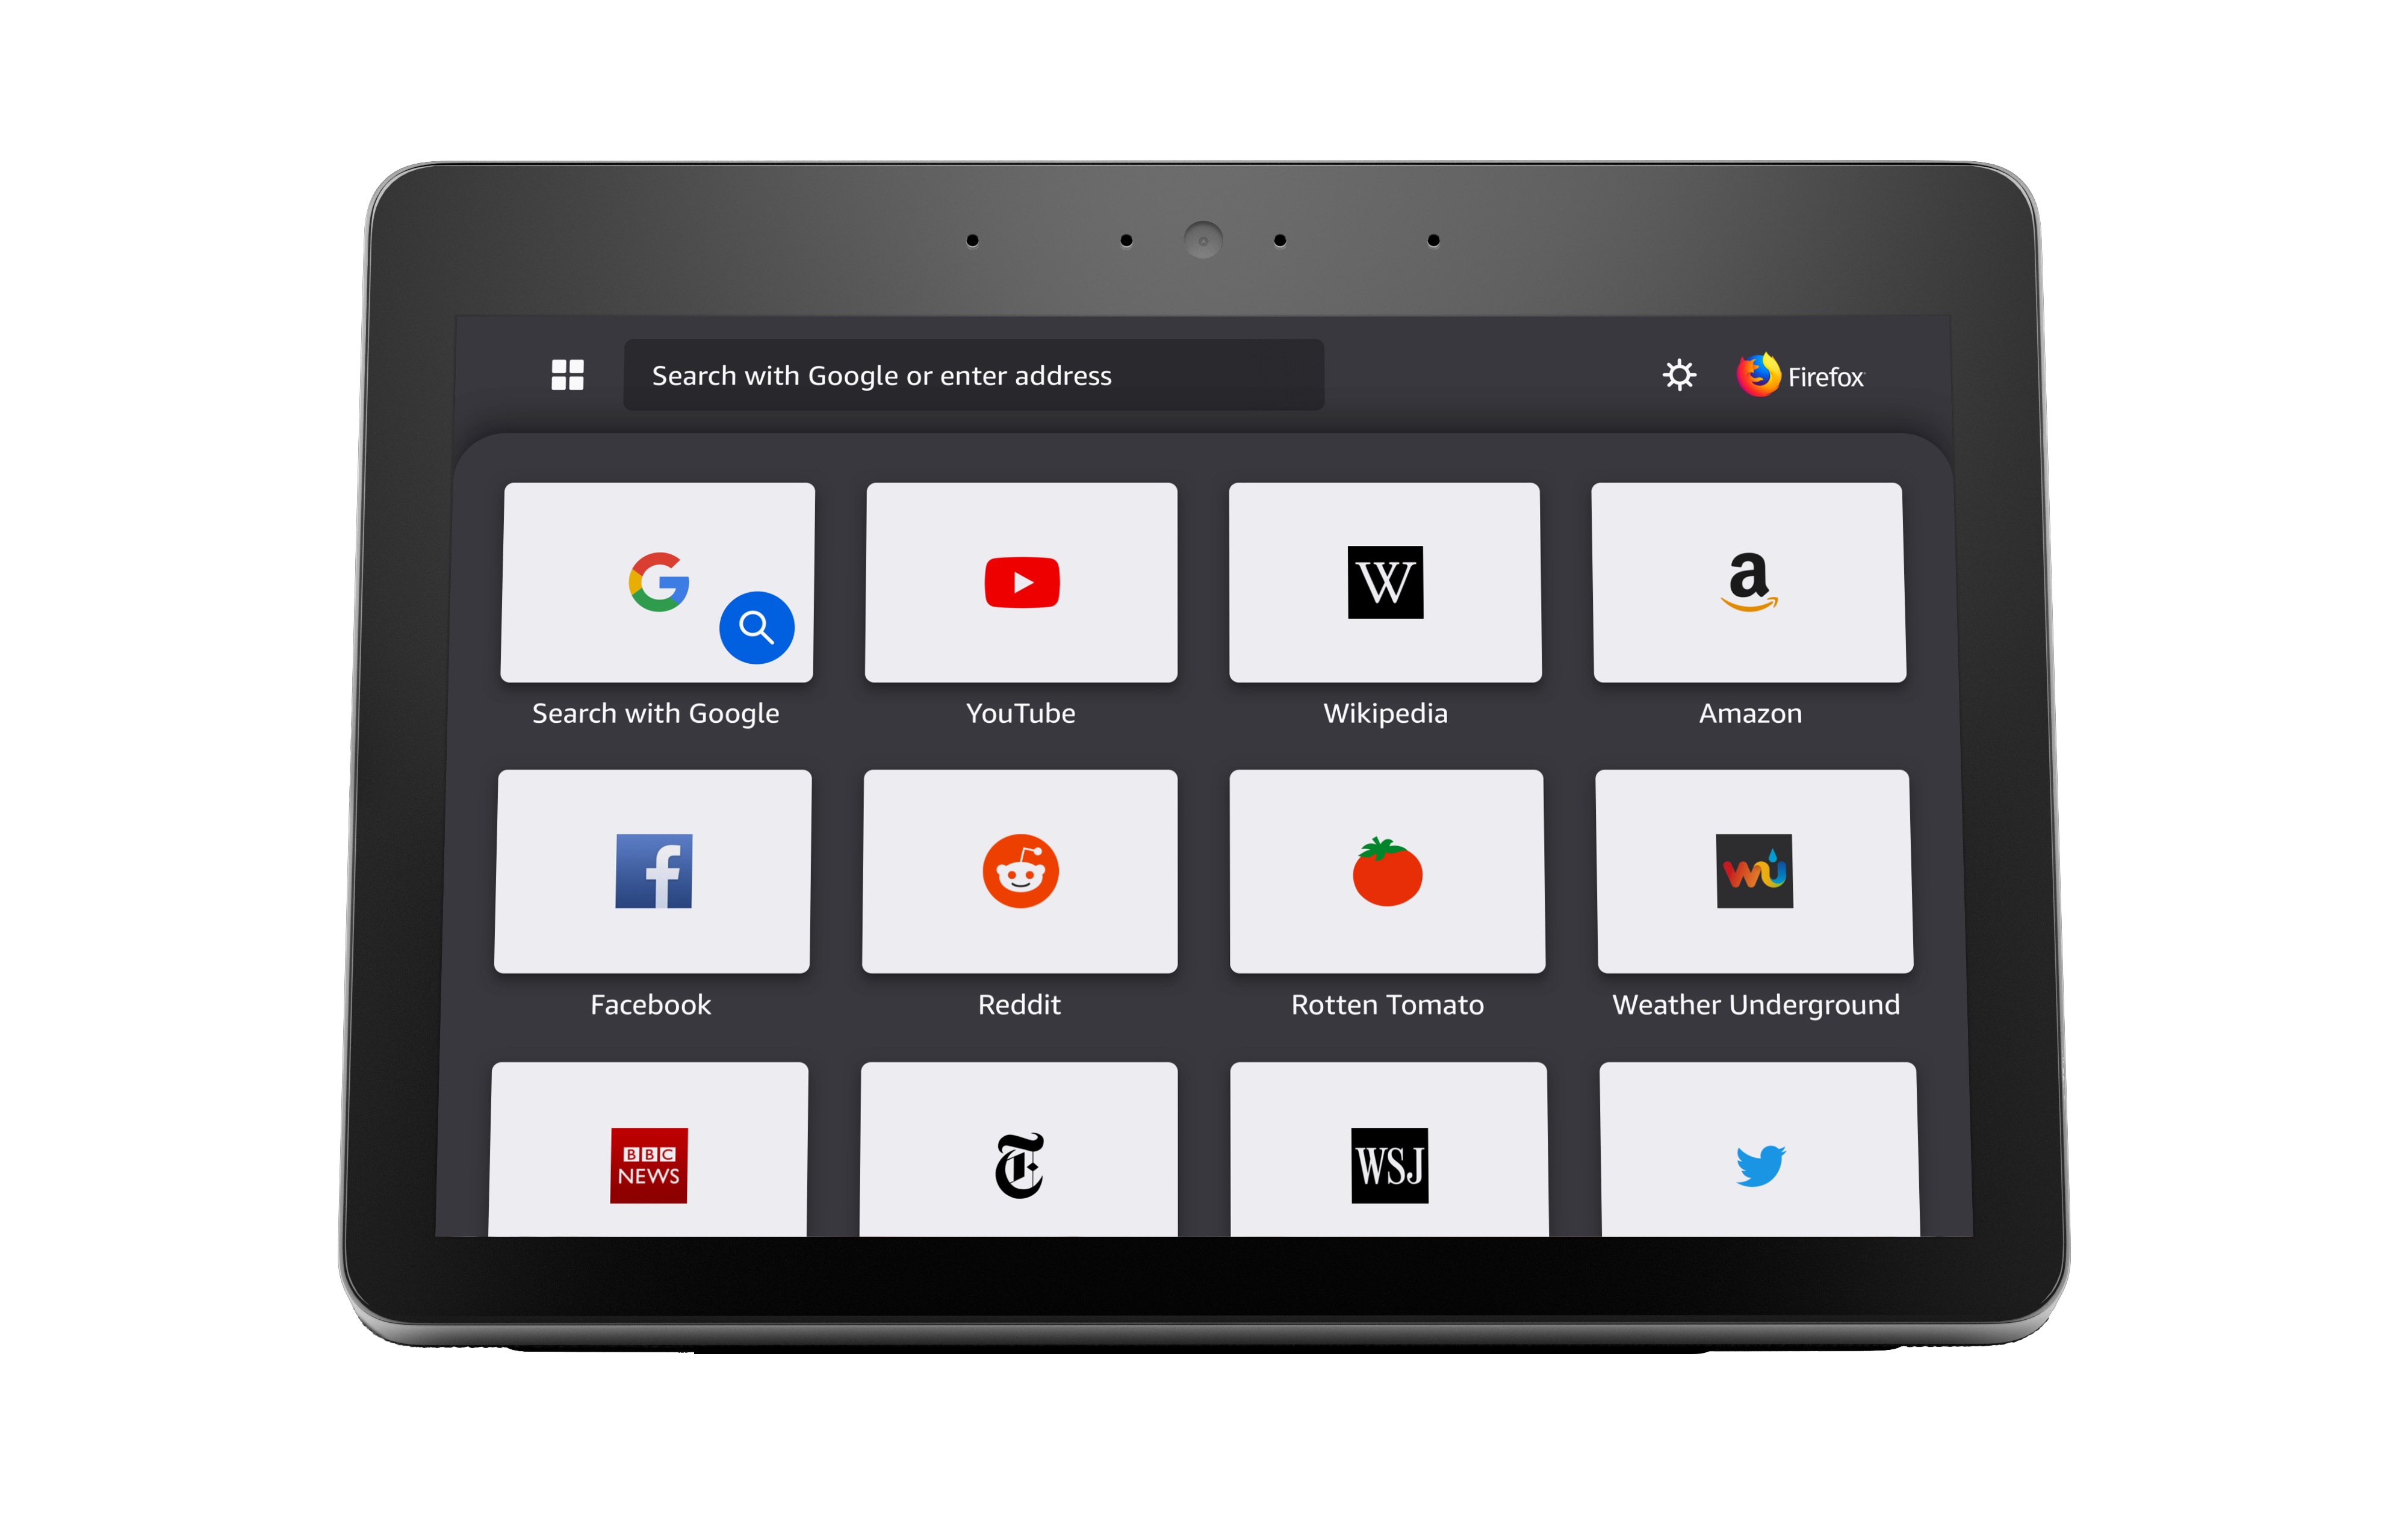 Search with Google or enter address
Firefox
Search with Google
YouTube
Wikipedia
Amazon
Facebook
Reddit
Rotten Tomato
Weather Underground
W
a
f
wu
BBC
NEWS
T
WSJ